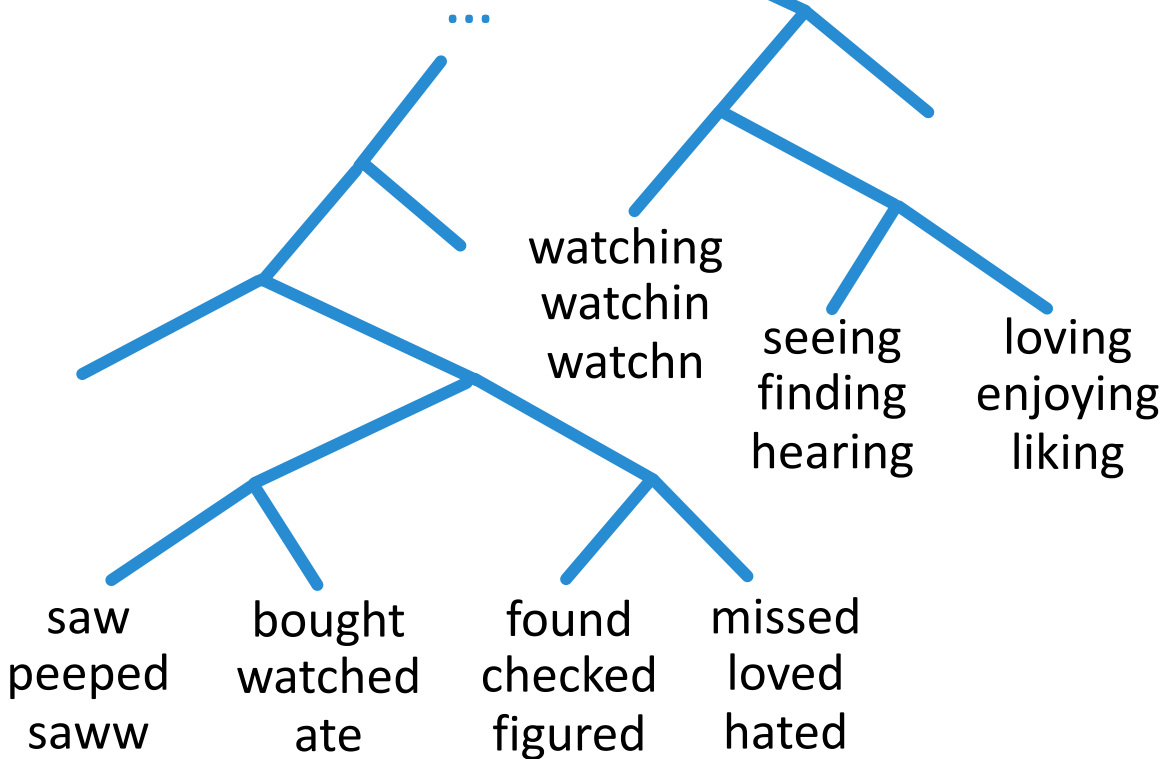 ...
watching
watchin
watchn
seeing
finding
hearing
loving
enjoying
liking
saw
peeped
saww
bought
watched
ate
found
checked
figured
missed
loved
hated